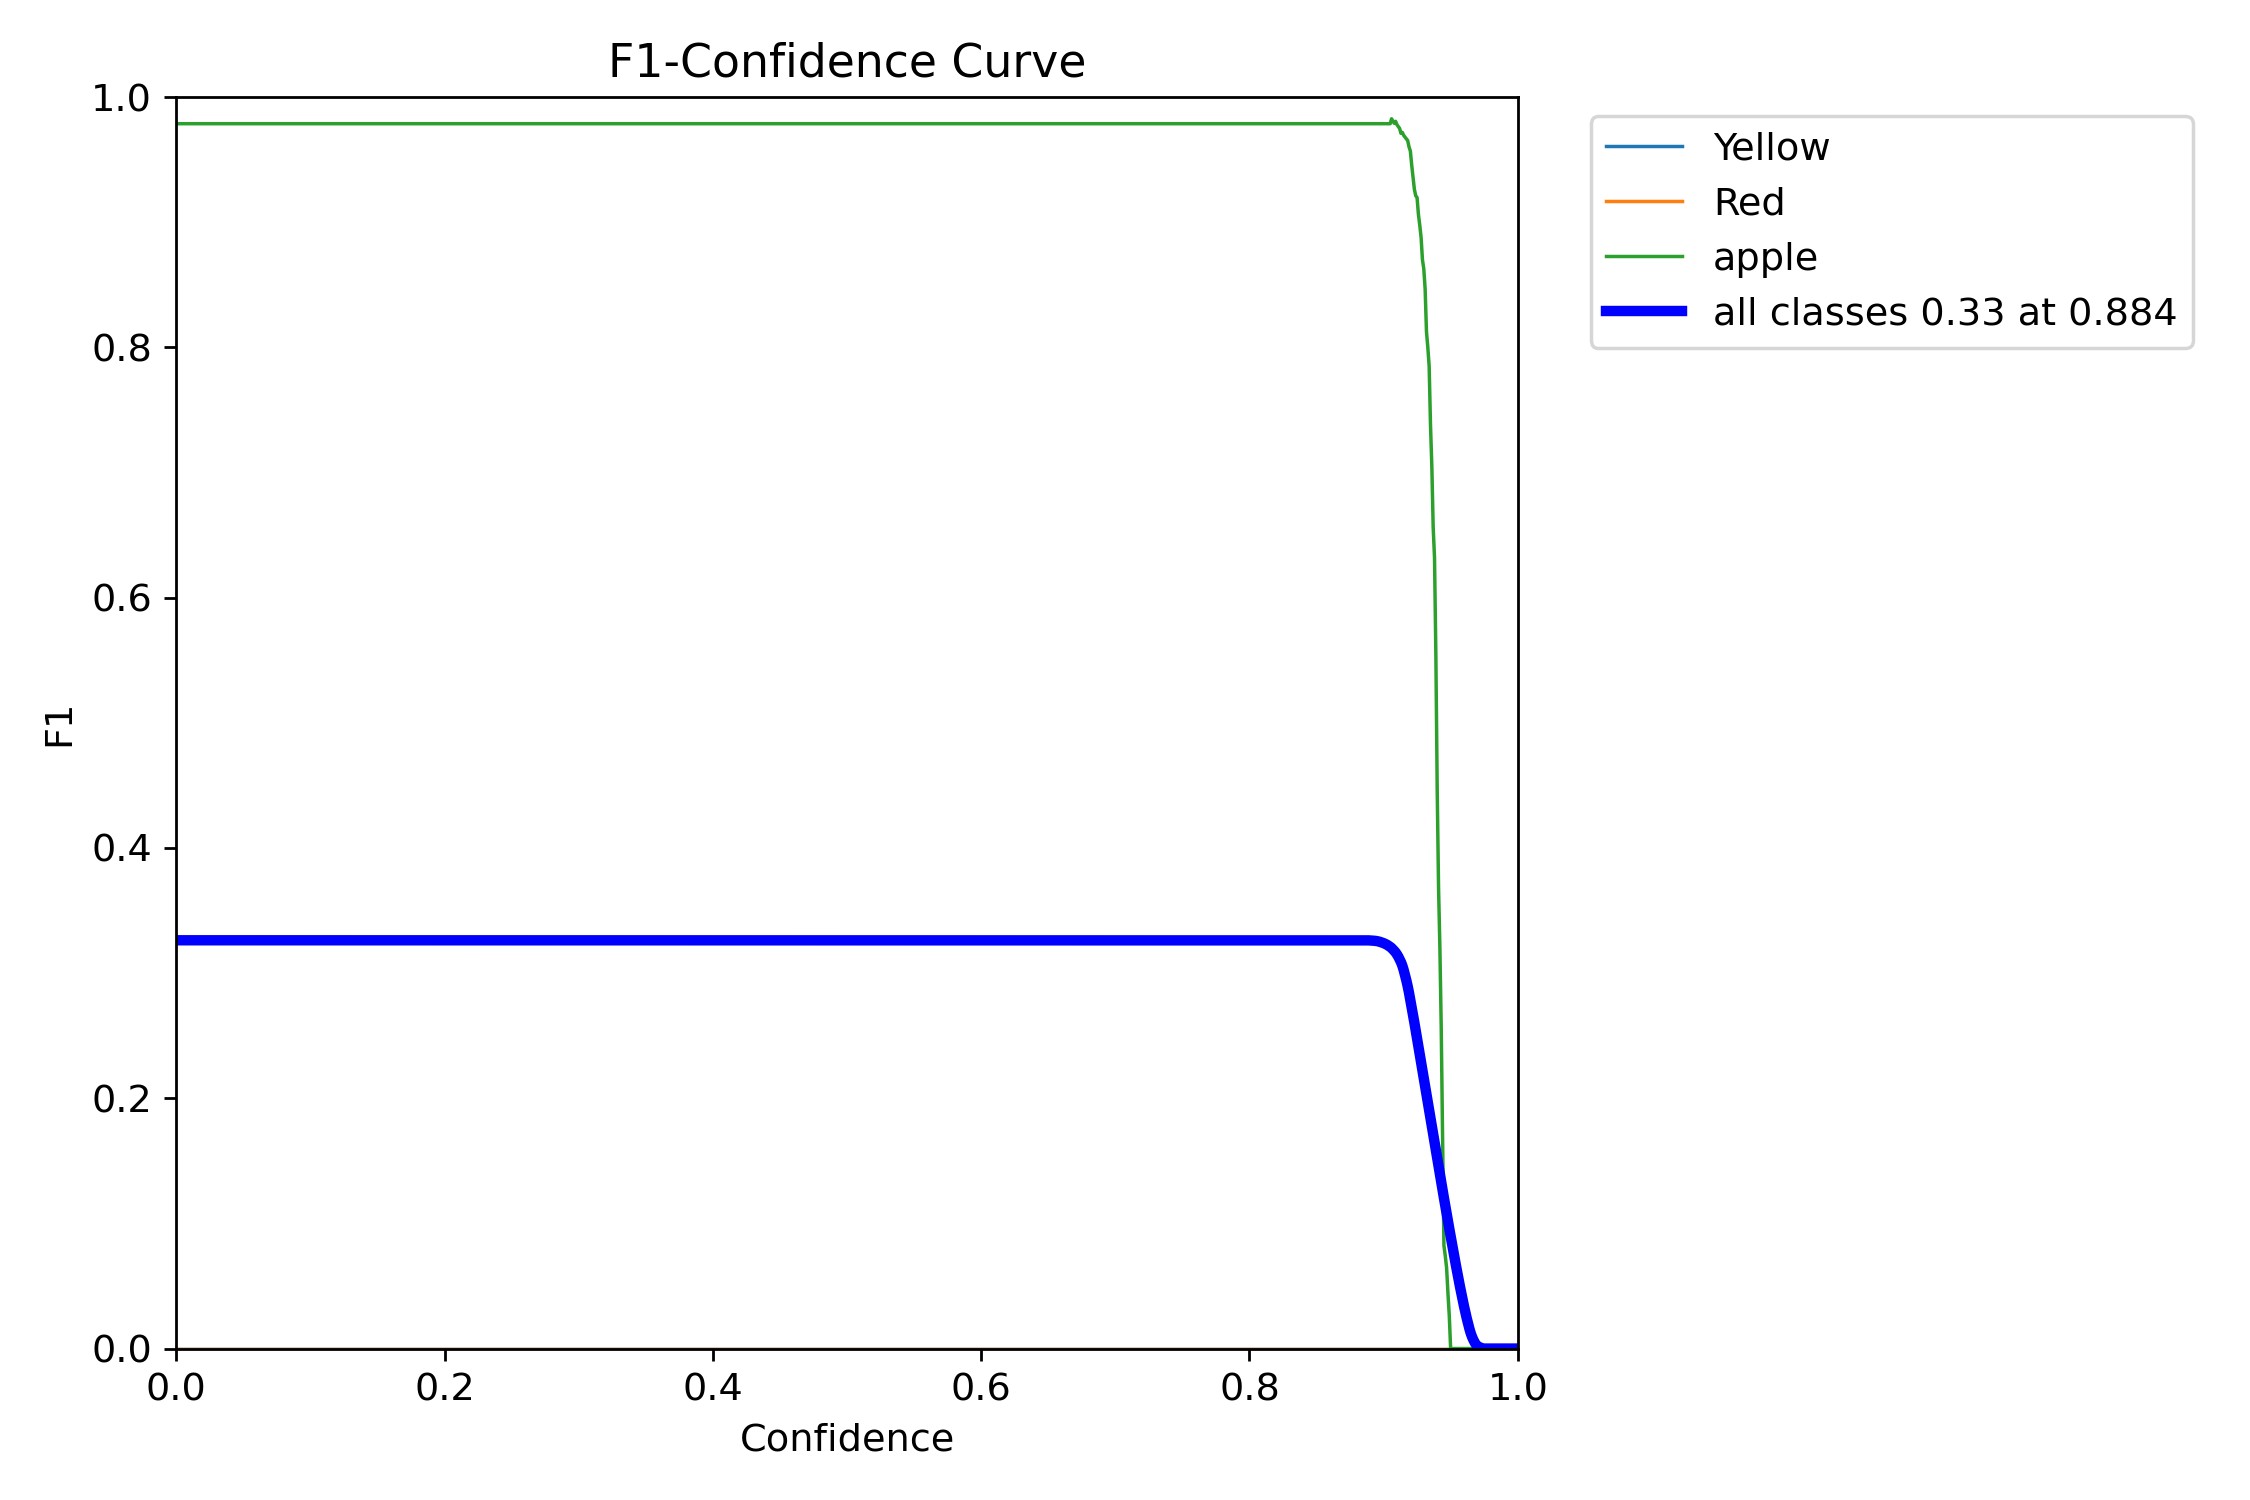 F1-Confidence Curve
1.0
0.8
0.6
0.4
0.2
0.0
F1
0.0 0.2 0.4 0.6 0.8 1.0
Confidence
Yellow
Red
apple
all classes 0.33 at 0.884